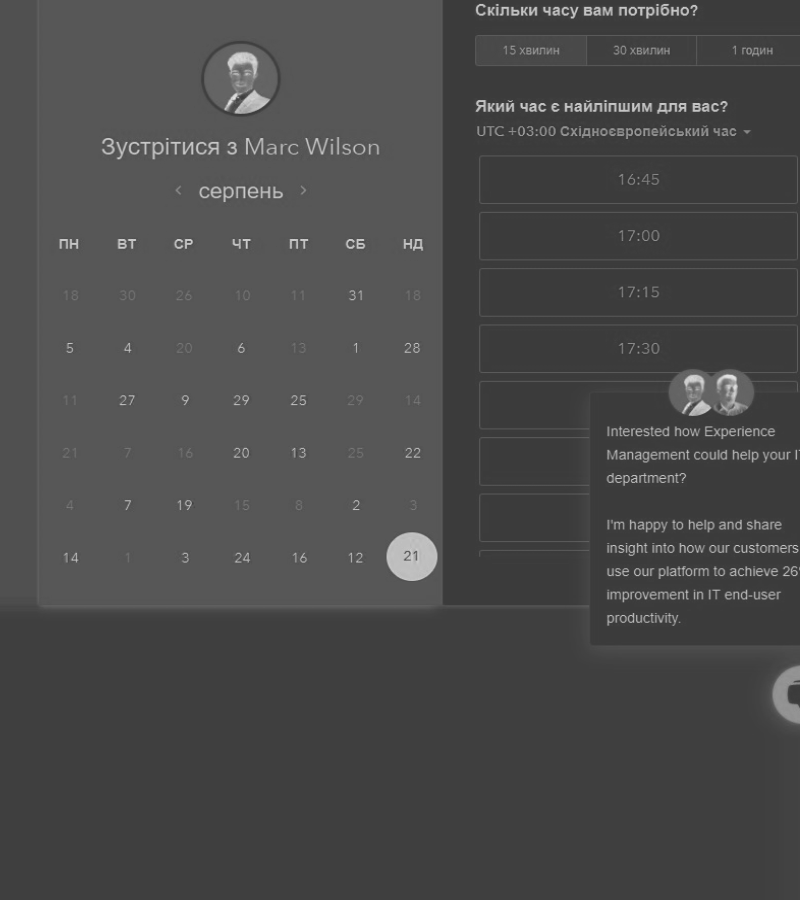 Зустрітися з Marc Wilson
серпень
ПН ВТ СР ЧТ ПТ СБ НД
18 30 26 10 11 31 18
5 4 20 6 13 1 28
11 27 9 29 25 29 14
21 7 16 20 13 25 22
4 7 19 15 8 2 3
14 1 3 24 16 12 21
Скільки часу вам потрібно?
15 хвилин 30 хвилин 1 годин
Який час є найліпшим для вас?
UTC +03:00 Східноєвропейський час
16:45
17:00
17:15
17:30
Interested how Experience
Management could help your
department?
I'm happy to help and share
insight into how our customers
use our platform to achieve
improvement in IT end-user
productivity.